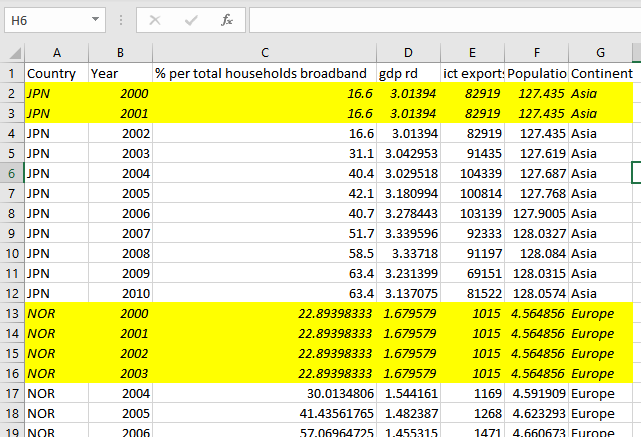 H6 fx
A B C D E F G
1 Country Year % per total households broadband gdp rd ict exports Populatio Continent
2 JPN 2000 16.6 3.01394 82919 127.435 Asia
3 JPN 2001 16.6 3.01394 82919 127.435 Asia
4 JPN 2002 16.6 3.01394 82919 127.435 Asia
5 JPN 2003 31.1 3.042953 91435 127.619 Asia
6 JPN 2004 40.4 3.029518 104339 127.687 Asia
7 JPN 2005 42.1 3.180994 100814 127.768 Asia
8 JPN 2006 40.7 3.278443 103139 127.9005 Asia
9 JPN 2007 51.7 3.339596 92333 128.0327 Asia
10 JPN 2008 58.5 3.33718 91197 128.084 Asia
11 JPN 2009 63.4 3.231399 69151 128.0315 Asia
12 JPN 2010 63.4 3.137075 81522 128.0574 Asia
13 NOR 2000 22.89398333 1.679579 1015 4.564856 Europe
14 NOR 2001 22.89398333 1.679579 1015 4.564856 Europe
15 NOR 2002 22.89398333 1.679579 1015 4.564856 Europe
16 NOR 2003 22.89398333 1.679579 1015 4.564856 Europe
17 NOR 2004 30.0134806 1.544161 1169 4.591909 Europe
18 NOR 2005 41.43561765 1.482387 1268 4.623293 Europe
19 NOR 2006 57.06964725 1.455315 1471 4.660673 Europe